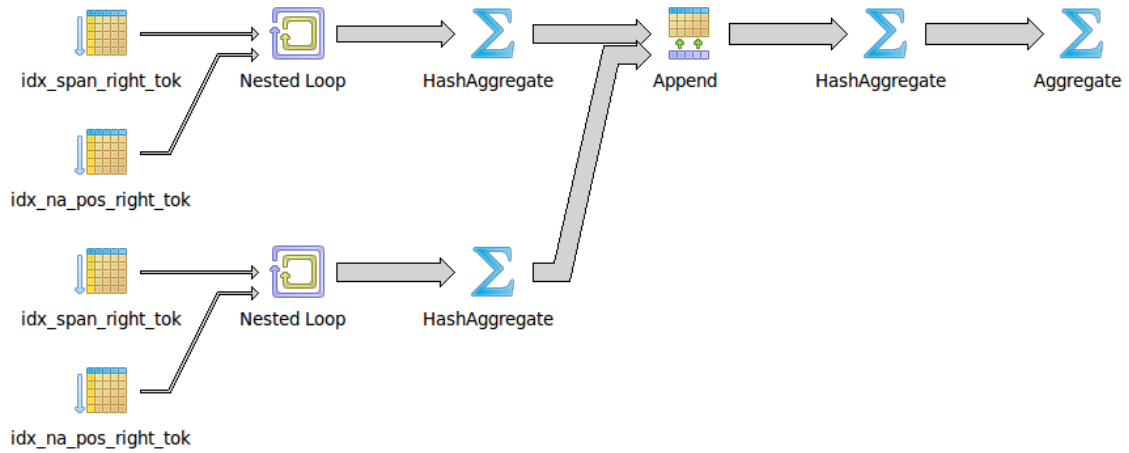 idx_span_right_tok
Nested Loop
HashAggregate
Append
HashAggregate
Aggregate
idx_na_pos_right_tok
idx_span_right_tok
Nested Loop
HashAggregate
idx_na_pos_right_tok